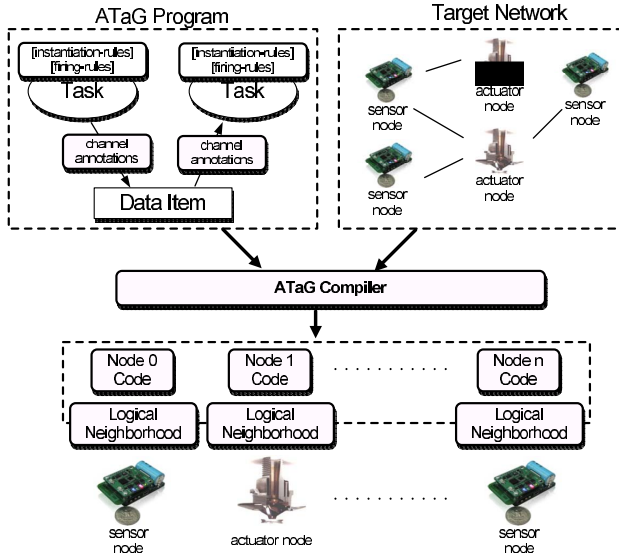 ATaG Program
Target Network
[instantiation-rules]
[firing-rules]
Task
[instantiation-rules]
[firing-rules]
Task
channel
annotations
channel
annotations
Data Item
sensor
node
actuator
node
sensor
node
sensor
node
actuator
node
ATaG Compiler
Node 0
Code
Node 1
Code
Node n
Code
Logical
Neighborhood
Logical
Neighborhood
Logical
Neighborhood
sensor
node
actuator node
sensor
node